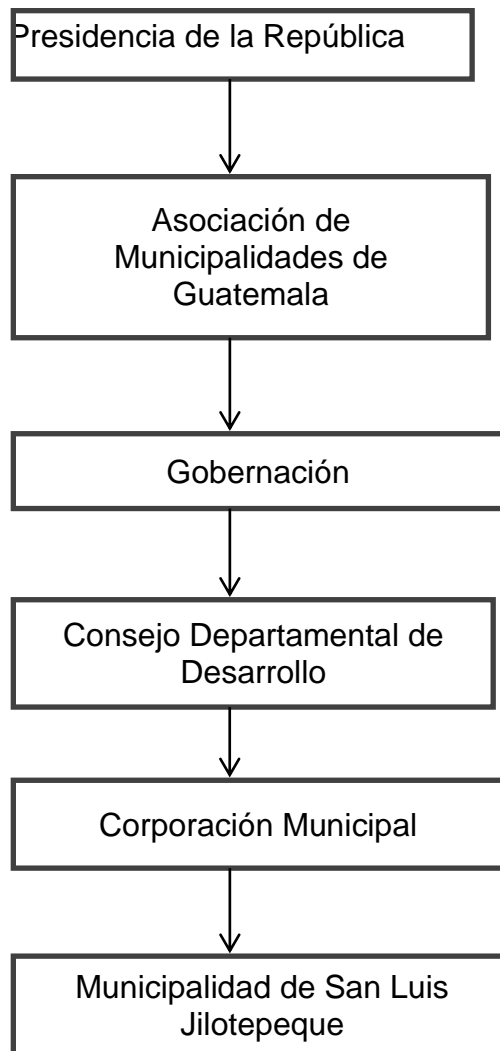 Presidencia de la República
Asociación de
Municipalidades de
Guatemala
Gobernación
Consejo Departamental de
Desarrollo
Corporación Municipal
Municipalidad de San Luis
Jilotepeque